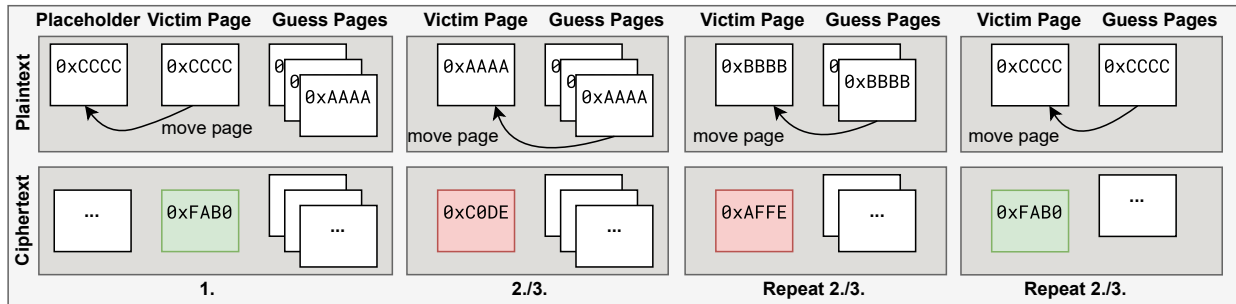 Placeholder Victim Page Guess Pages
Victim Page Guess Pages
Victim Page Guess Pages
Victim Page Guess Pages
Plaintext
0xCCCC 0xCCCC 0xAAAA
move page
0xAAAA 0xAAAA
move page
0xBBBB 0xBBBB
move page
0xCCCC 0xCCCC
move page
Ciphertext
... 0xFAB0 ...
0xC0DE ...
0xAFFE ...
0xFAB0 ...
1.
2./3.
Repeat 2./3.
Repeat 2./3.